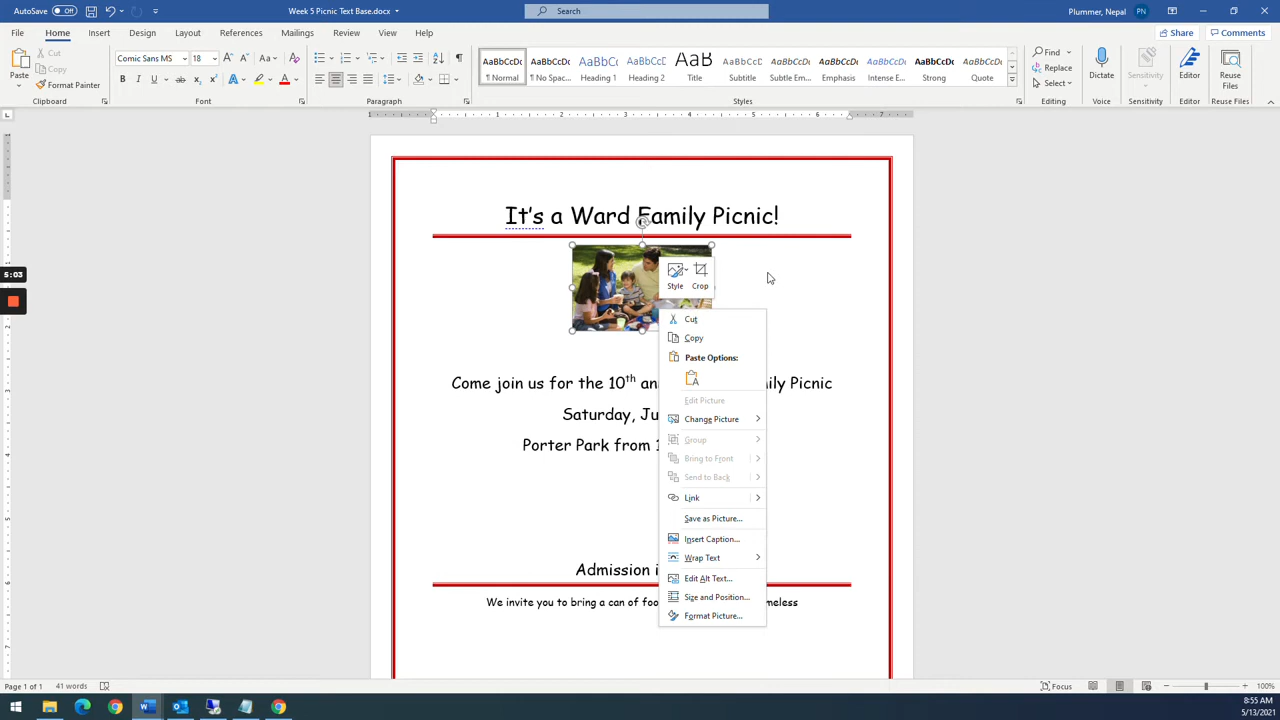 AutoSave Off Week 5 Picnic Text Base.docx Search Plummer, Nepal PN
File Home Insert Design Layout References Mailings Review View Help Share Comments
Paste Cut Copy Format Painter Clipboard
Comic Sans MS 18 Font
Paragraph
AaBbCcDc AaBbCcDc AaBbC( AaBbCcC AaB AaBbCcC AaBbCcDc AaBbCcDc AaBbCcDc AaBbCcDc AaBbCcDc
¶ Normal ¶ No Spac... Heading 1 Heading 2 Title Subtitle Subtle Em... Emphasis Intense E... Strong Quote
Styles
Find Replace Select Editing
Dictate Voice
Sensitivity Sensitivity
Editor Editor
Reuse Files Reuse Files
It's a Ward Family Picnic!
5:03
Style Crop
Cut
Copy
Paste Options:
Edit Picture
Change Picture
Group
Bring to Front
Send to Back
Link
Save as Picture...
Insert Caption...
Wrap Text
Edit Alt Text...
Size and Position...
Format Picture...
Come join us for the 10th an ily Picnic
Saturday, Ju
Porter Park from 1
Admission i
We invite you to bring a can of foo meless
Page 1 of 1 41 words Focus 100%
8:55 AM
5/13/2021